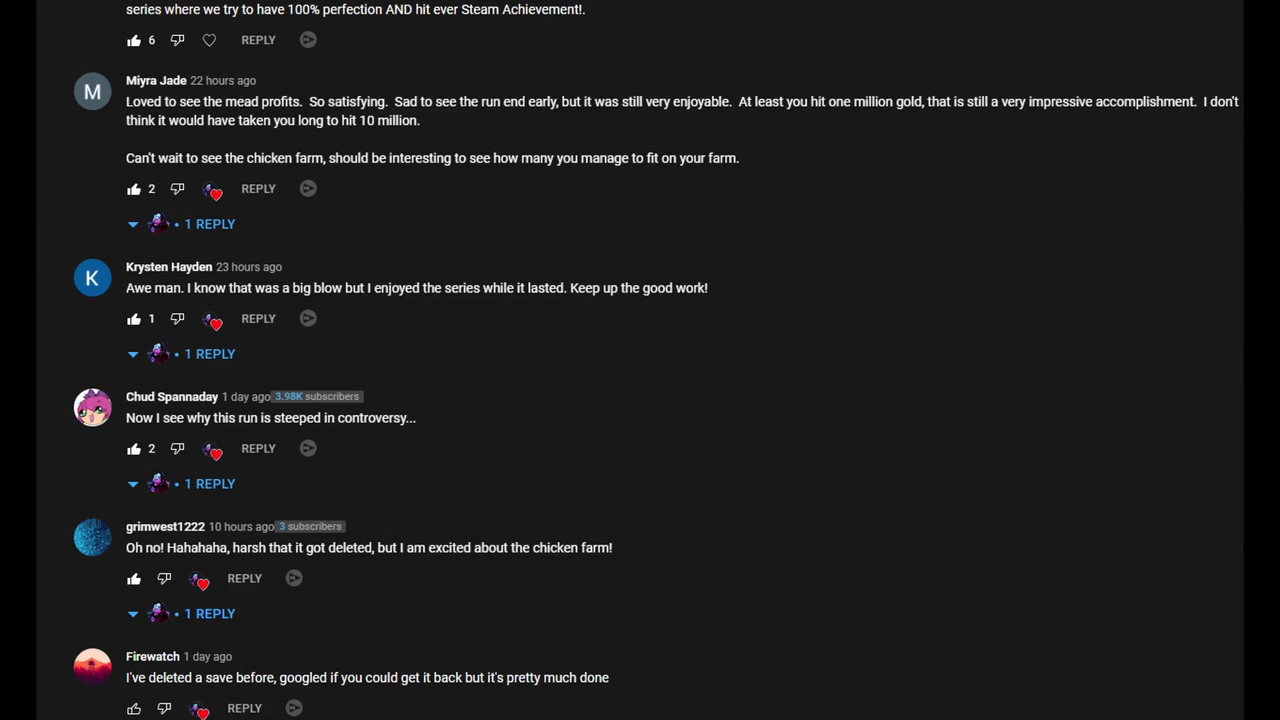 series where we try to have 100% perfection AND hit ever Steam Achievement!.
6 REPLY
M
Miyra Jade 22 hours ago
Loved to see the mead profits. So satisfying. Sad to see the run end early, but it was still very enjoyable. At least you hit one million gold, that is still a very impressive accomplishment. I don't
think it would have taken you long to hit 10 million.
Can't wait to see the chicken farm, should be interesting to see how many you manage to fit on your farm.
2 REPLY
• 1 REPLY
K
Krysten Hayden 23 hours ago
Awe man. I know that was a big blow but I enjoyed the series while it lasted. Keep up the good work!
1 REPLY
• 1 REPLY
Chud Spannaday 1 day ago 3.98K subscribers
Now I see why this run is steeped in controversy...
2 REPLY
• 1 REPLY
grimwest1222 10 hours ago 3 subscribers
Oh no! Hahahaha, harsh that it got deleted, but I am excited about the chicken farm!
REPLY
• 1 REPLY
Firewatch 1 day ago
I've deleted a save before, googled if you could get it back but it's pretty much done
REPLY